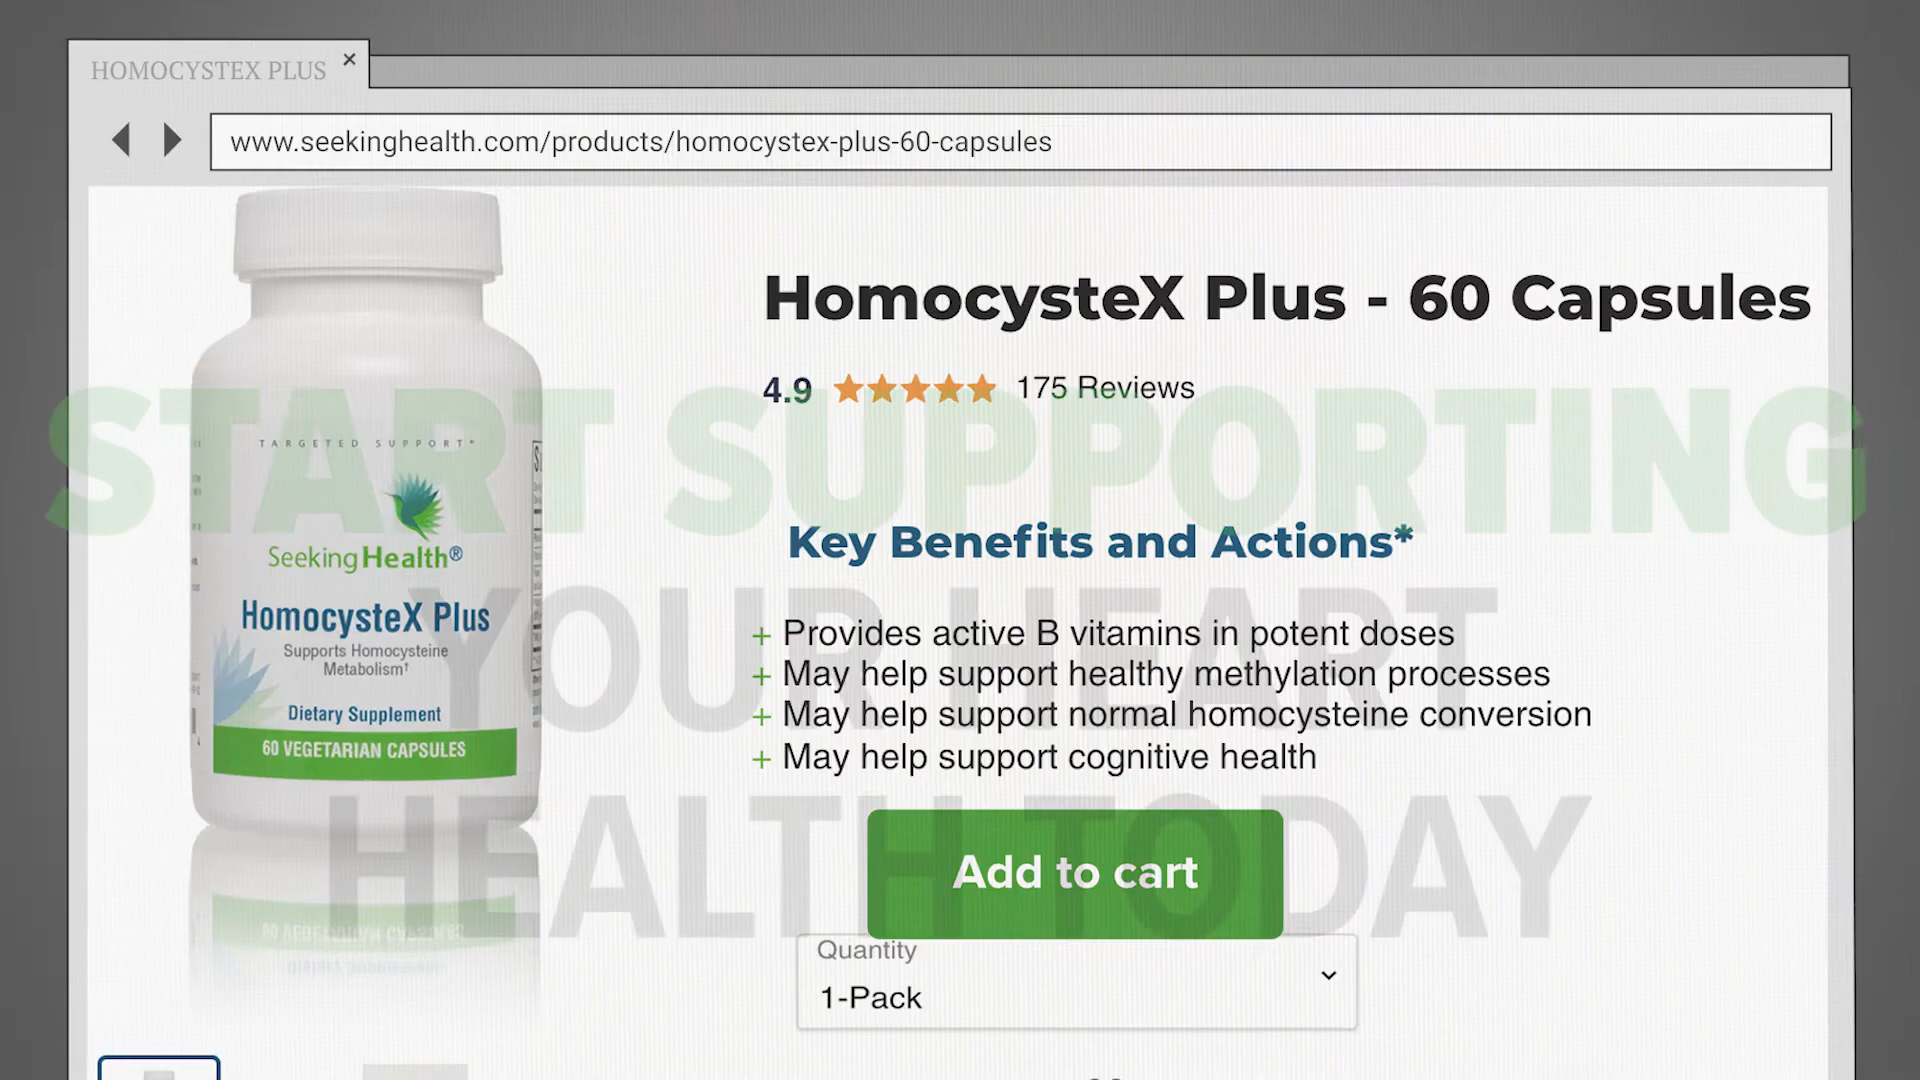 HOMOCYSTEX PLUS
www.seekinghealth.com/products/homocystex-plus-60-capsules
HomocysteX Plus - 60 Capsules
4.9 175 Reviews
START SUPPORTING
YOUR HEART
HEALTH TODAY
TARGETED SUPPORT*
SeekingHealth®
HomocysteX Plus
Supports Homocysteine
Metabolism†
Dietary Supplement
60 VEGETARIAN CAPSULES
Key Benefits and Actions*
+ Provides active B vitamins in potent doses
+ May help support healthy methylation processes
+ May help support normal homocysteine conversion
+ May help support cognitive health
Add to cart
Quantity
1-Pack